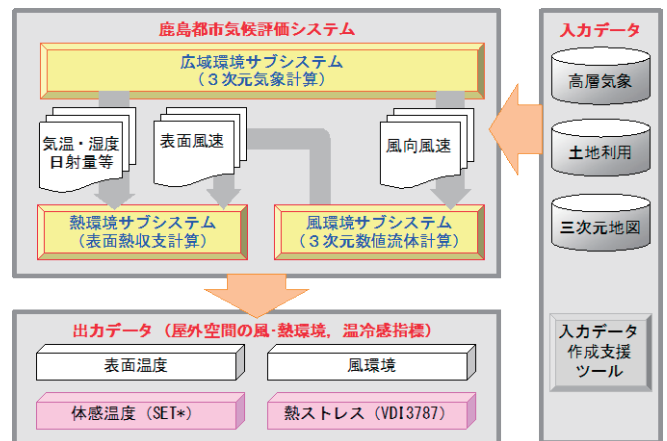 鹿島都市気候評価システム
広域環境サブシステム
（３次元気象計算）
気温・湿度
日射量等
表面風速
風向風速
熱環境サブシステム
（表面熱収支計算）
風環境サブシステム
（３次元数値流体計算）
出力データ（屋外空間の風・熱環境，温冷感指標）
表面温度
風環境
体感温度（SET*）
熱ストレス（VDI3787）
入力データ
高層気象
土地利用
三次元地図
入力データ
作成支援
ツール